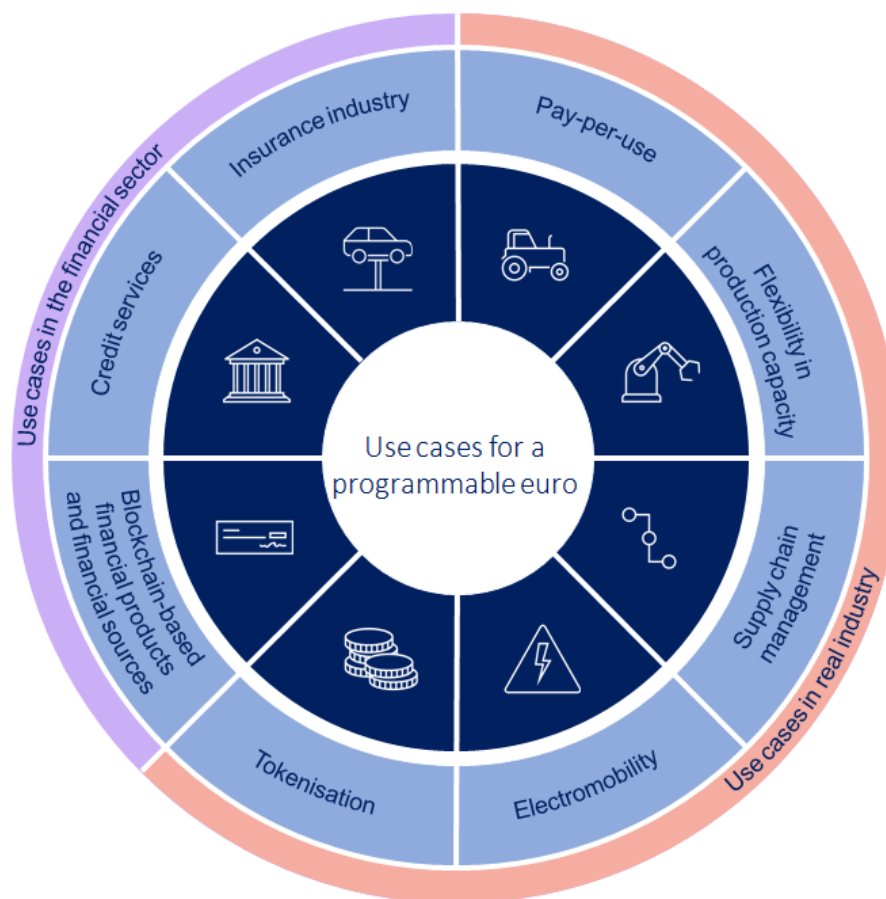 Use cases for a
programmable euro
Pay-per-use
Flexibility in
production capacity
Supply chain
management
Electromobility
Tokenisation
Blockchain-based
financial products
and financial sources
Credit services
Insurance industry
Use cases in the financial sector
Use cases in real industry